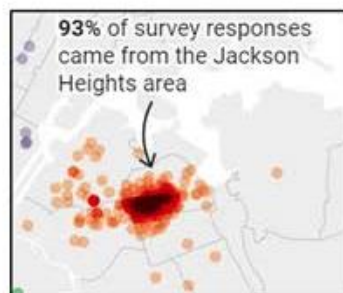 93% of survey responses
came from the Jackson
Heights area